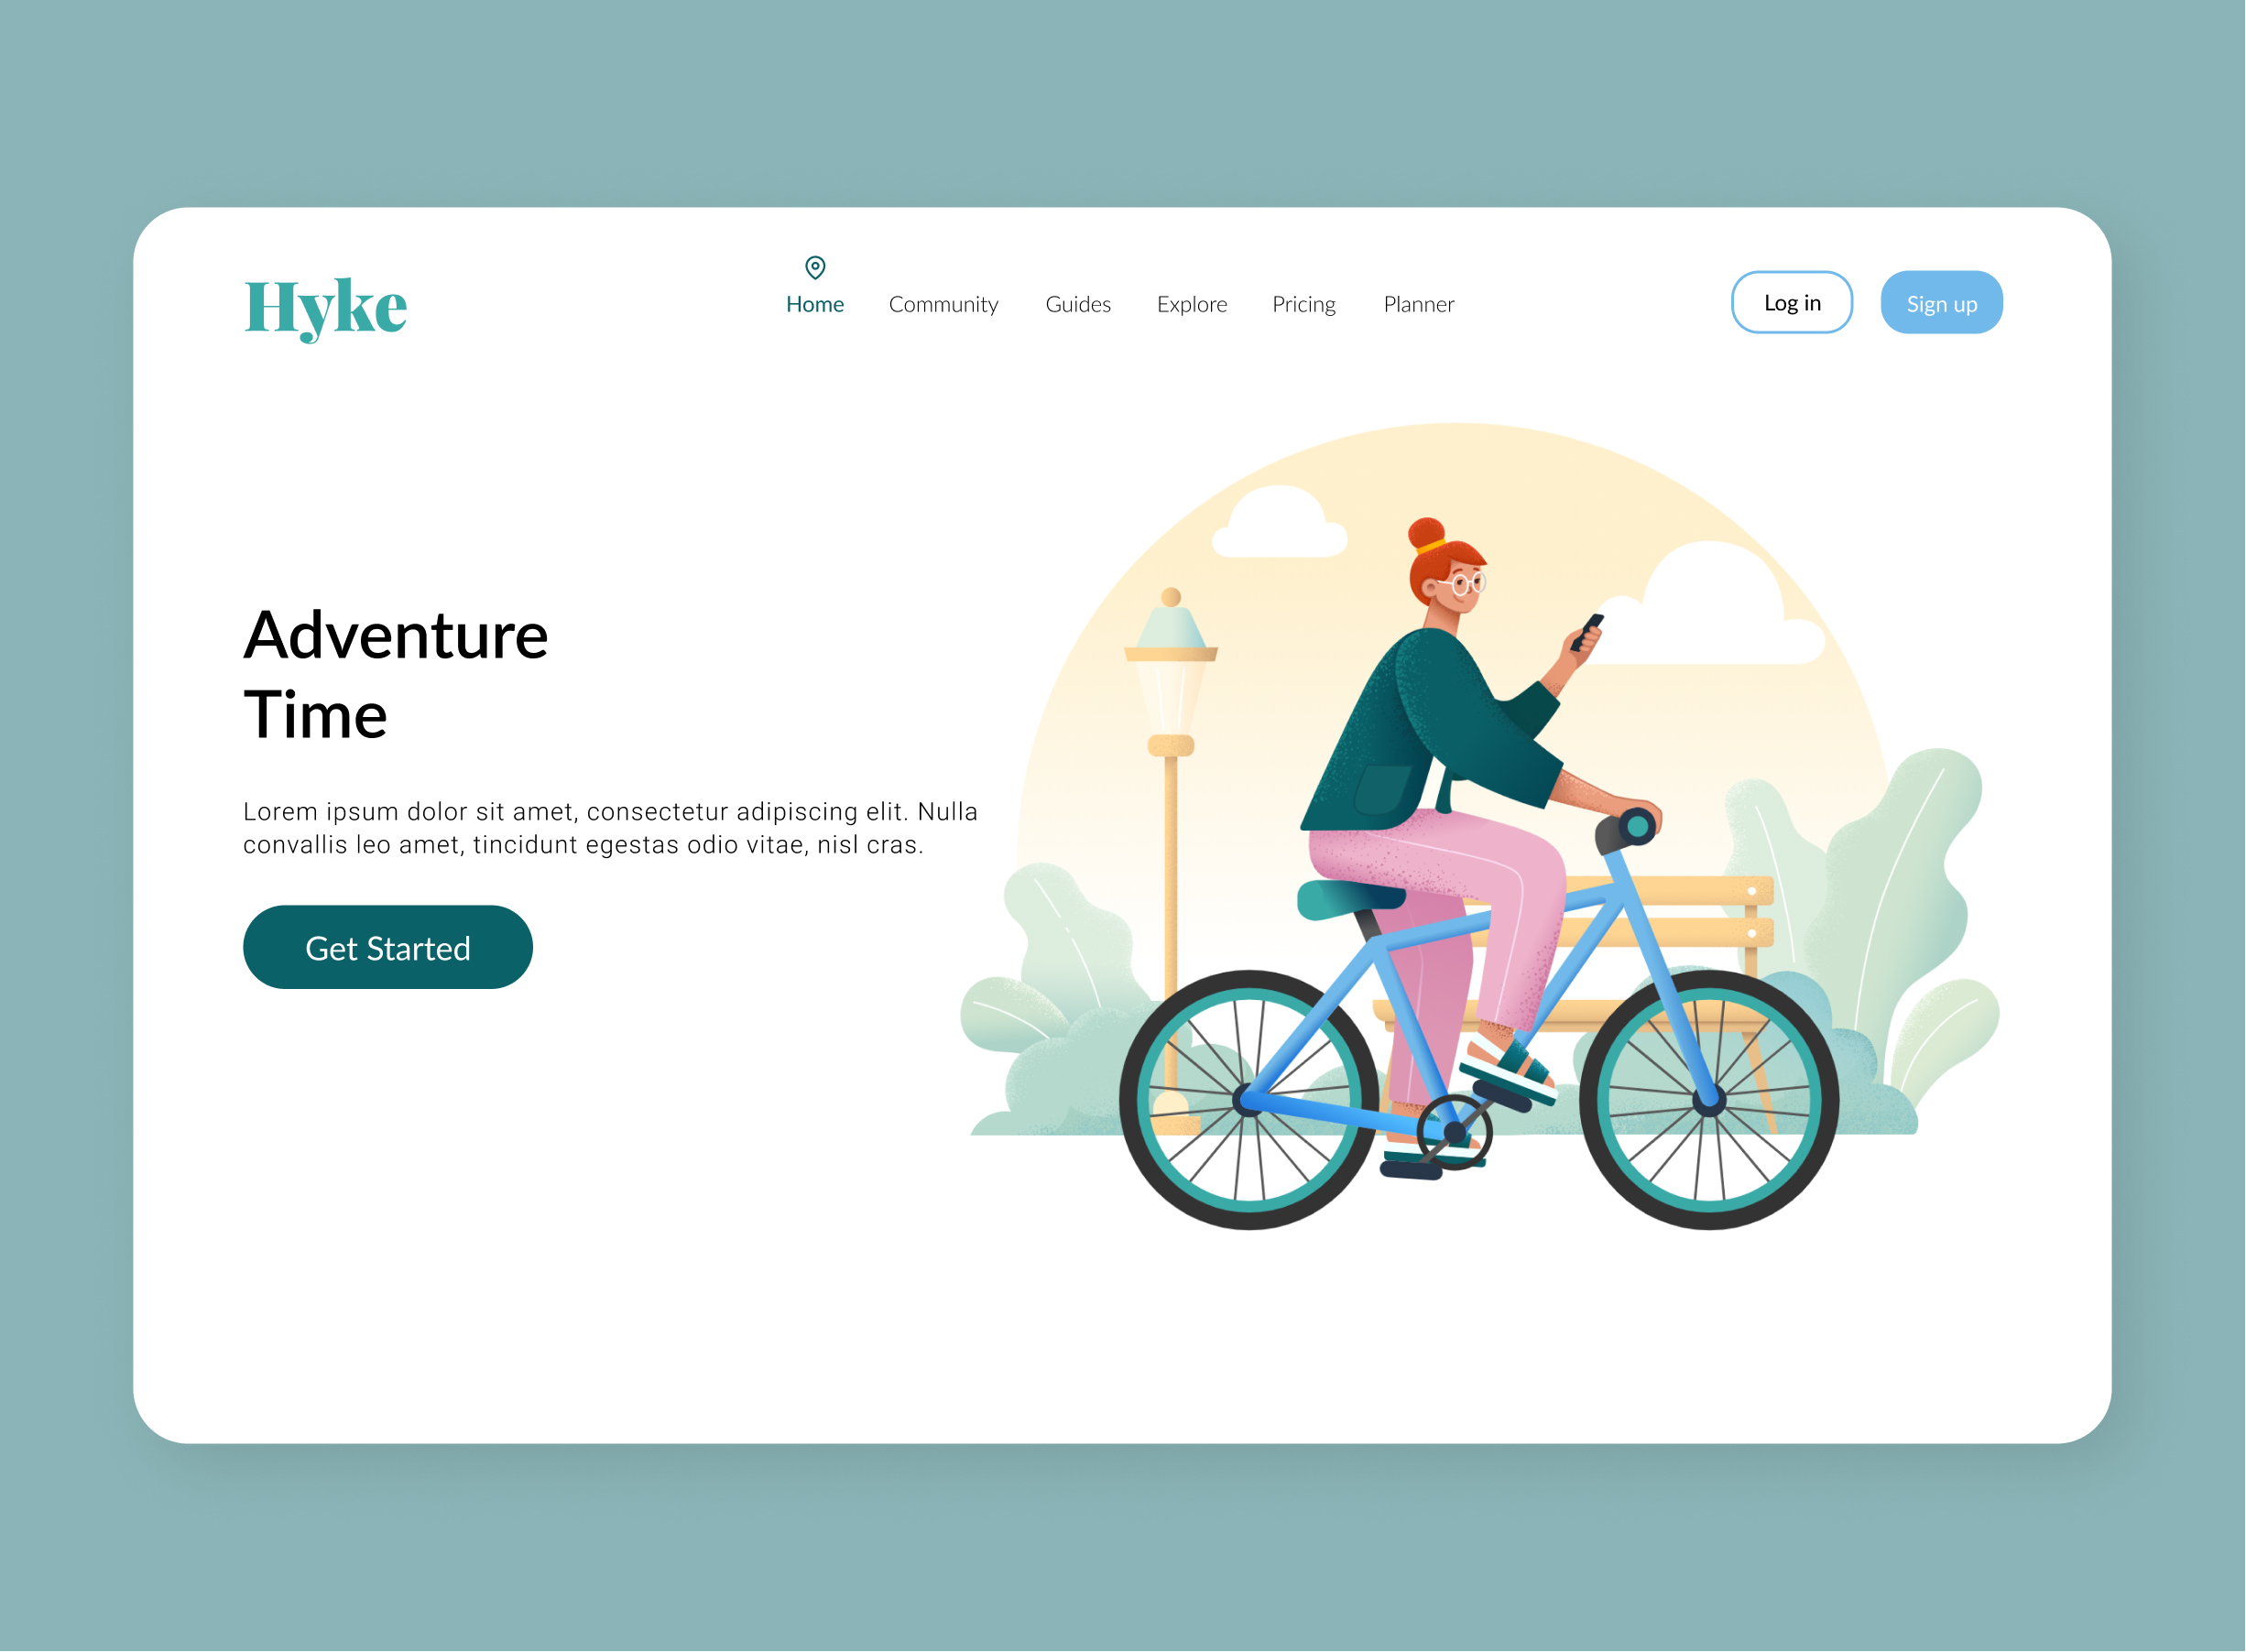 Hyke
Home Community Guides Explore Pricing Planner
Log in
Sign up
Adventure
Time
Lorem ipsum dolor sit amet, consectetur adipiscing elit. Nulla
convallis leo amet, tincidunt egestas odio vitae, nisl cras.
Get Started